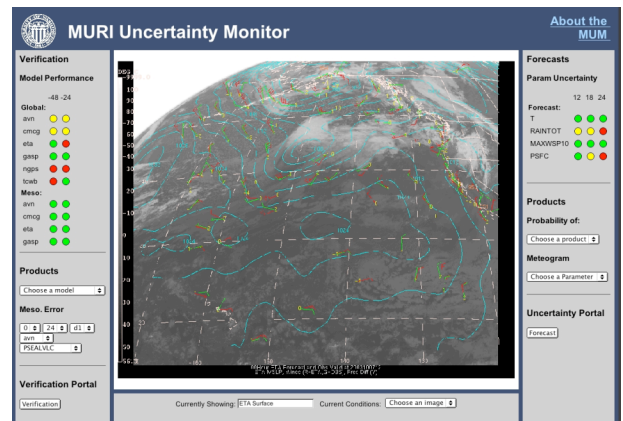 MURI Uncertainty Monitor
About the
MUM
Verification
Model Performance
-48 -24
Global:
avn
cmcg
eta
gasp
ngps
tcwb
Meso:
avn
cmcg
eta
gasp
Products
Choose a model
Meso. Error
0 24 d1
avn
PSEALVLC
Verification Portal
Verification
Currently Showing: ETA Surface Current Conditions: Choose an image
Forecasts
Param Uncertainty
12 18 24
Forecast:
T
RAINTOT
MAXWSP10
PSFC
Products
Probability of:
Choose a product
Meteogram
Choose a Parameter
Uncertainty Portal
Forecast